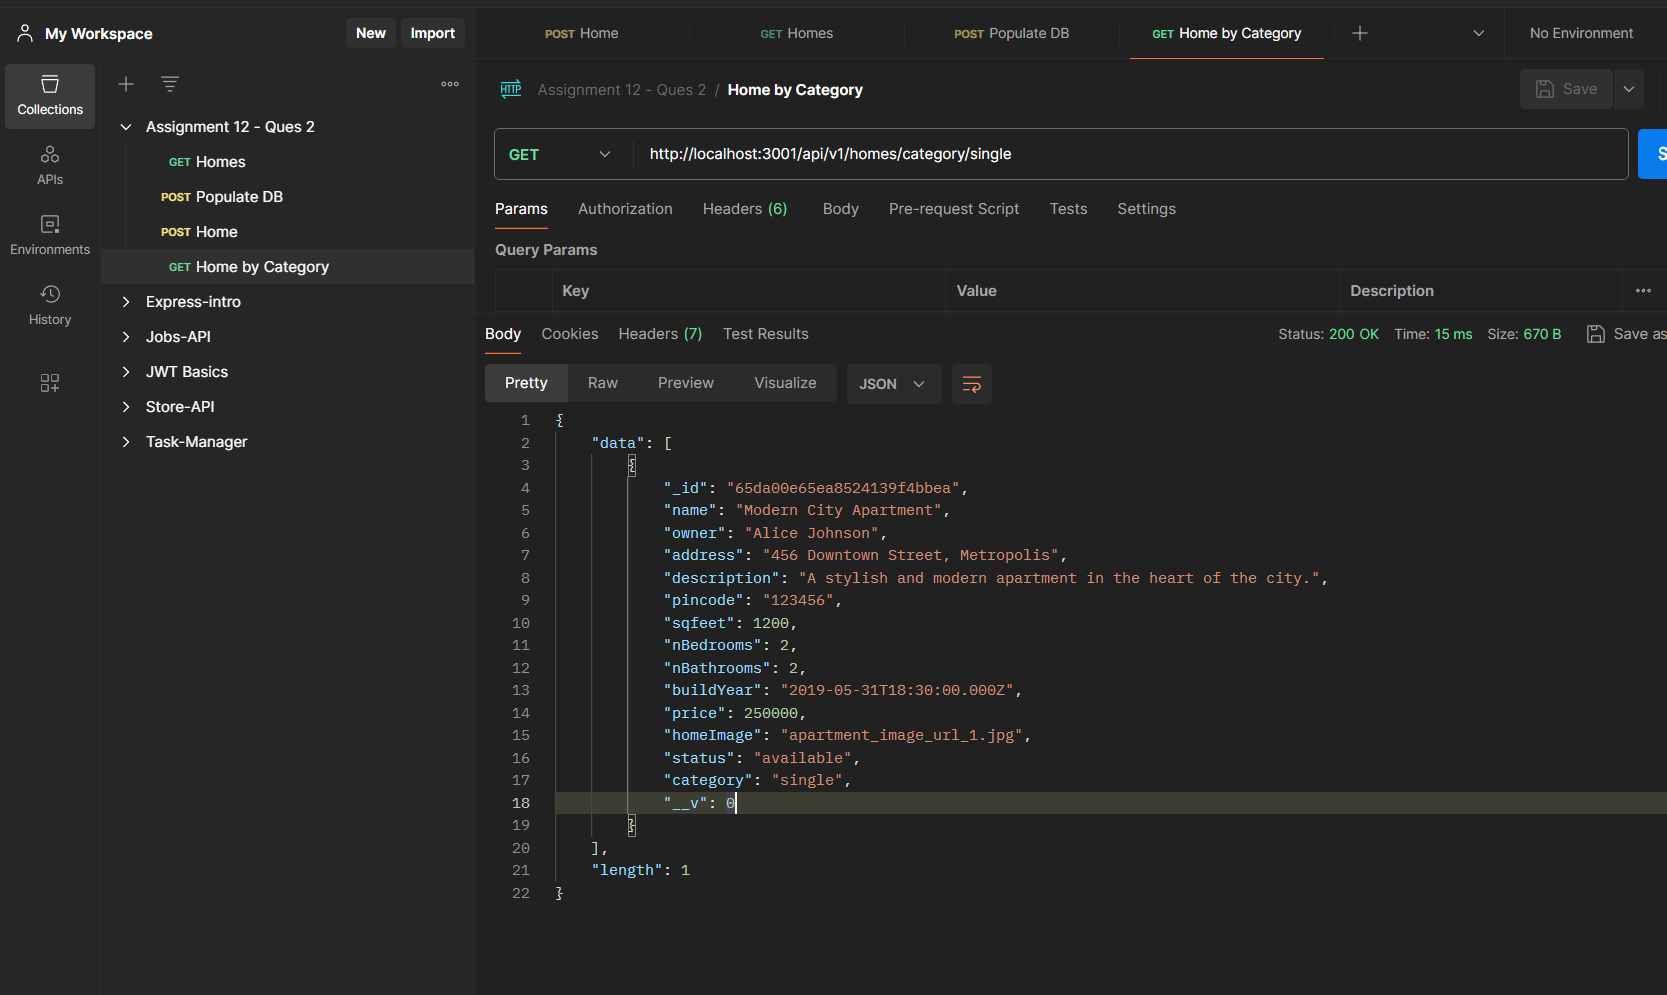 My Workspace
New
Import
POST Home
GET Homes
POST Populate DB
GET Home by Category
No Environment
Collections
APIs
Environments
History
Assignment 12 - Ques 2
GET Homes
POST Populate DB
POST Home
GET Home by Category
Express-intro
Jobs-API
JWT Basics
Store-API
Task-Manager
HTTP Assignment 12 - Ques 2 / Home by Category
Save
GET http://localhost:3001/api/v1/homes/category/single
S
Params Authorization Headers (6) Body Pre-request Script Tests Settings
Query Params
Key Value Description
Body Cookies Headers (7) Test Results Status: 200 OK Time: 15 ms Size: 670 B Save as
Pretty Raw Preview Visualize JSON
1 {
2 "data": [
3 {
4 "_id": "65da00e65ea8524139f4bbea",
5 "name": "Modern City Apartment",
6 "owner": "Alice Johnson",
7 "address": "456 Downtown Street, Metropolis",
8 "description": "A stylish and modern apartment in the heart of the city.",
9 "pincode": "123456",
10 "sqfeet": 1200,
11 "nBedrooms": 2,
12 "nBathrooms": 2,
13 "buildYear": "2019-05-31T18:30:00.000Z",
14 "price": 250000,
15 "homeImage": "apartment_image_url_1.jpg",
16 "status": "available",
17 "category": "single",
18 "__v": 0
19 }
20 ],
21 "length": 1
22 }